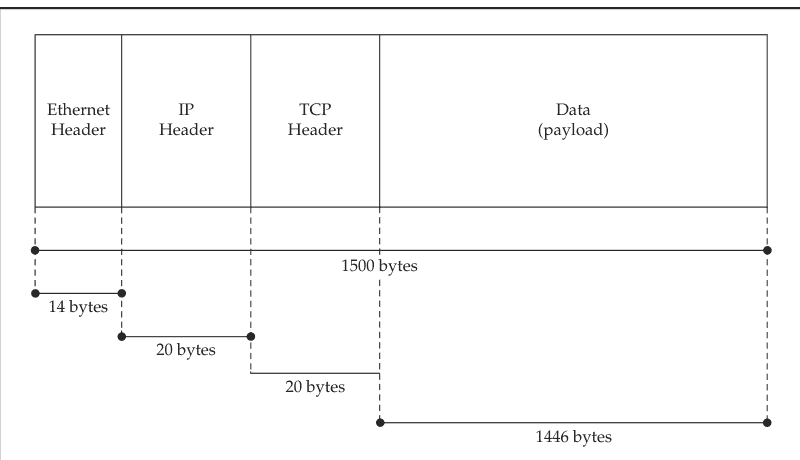 Ethernet
Header
IP
Header
TCP
Header
Data
(payload)
1500 bytes
14 bytes
20 bytes
20 bytes
1446 bytes